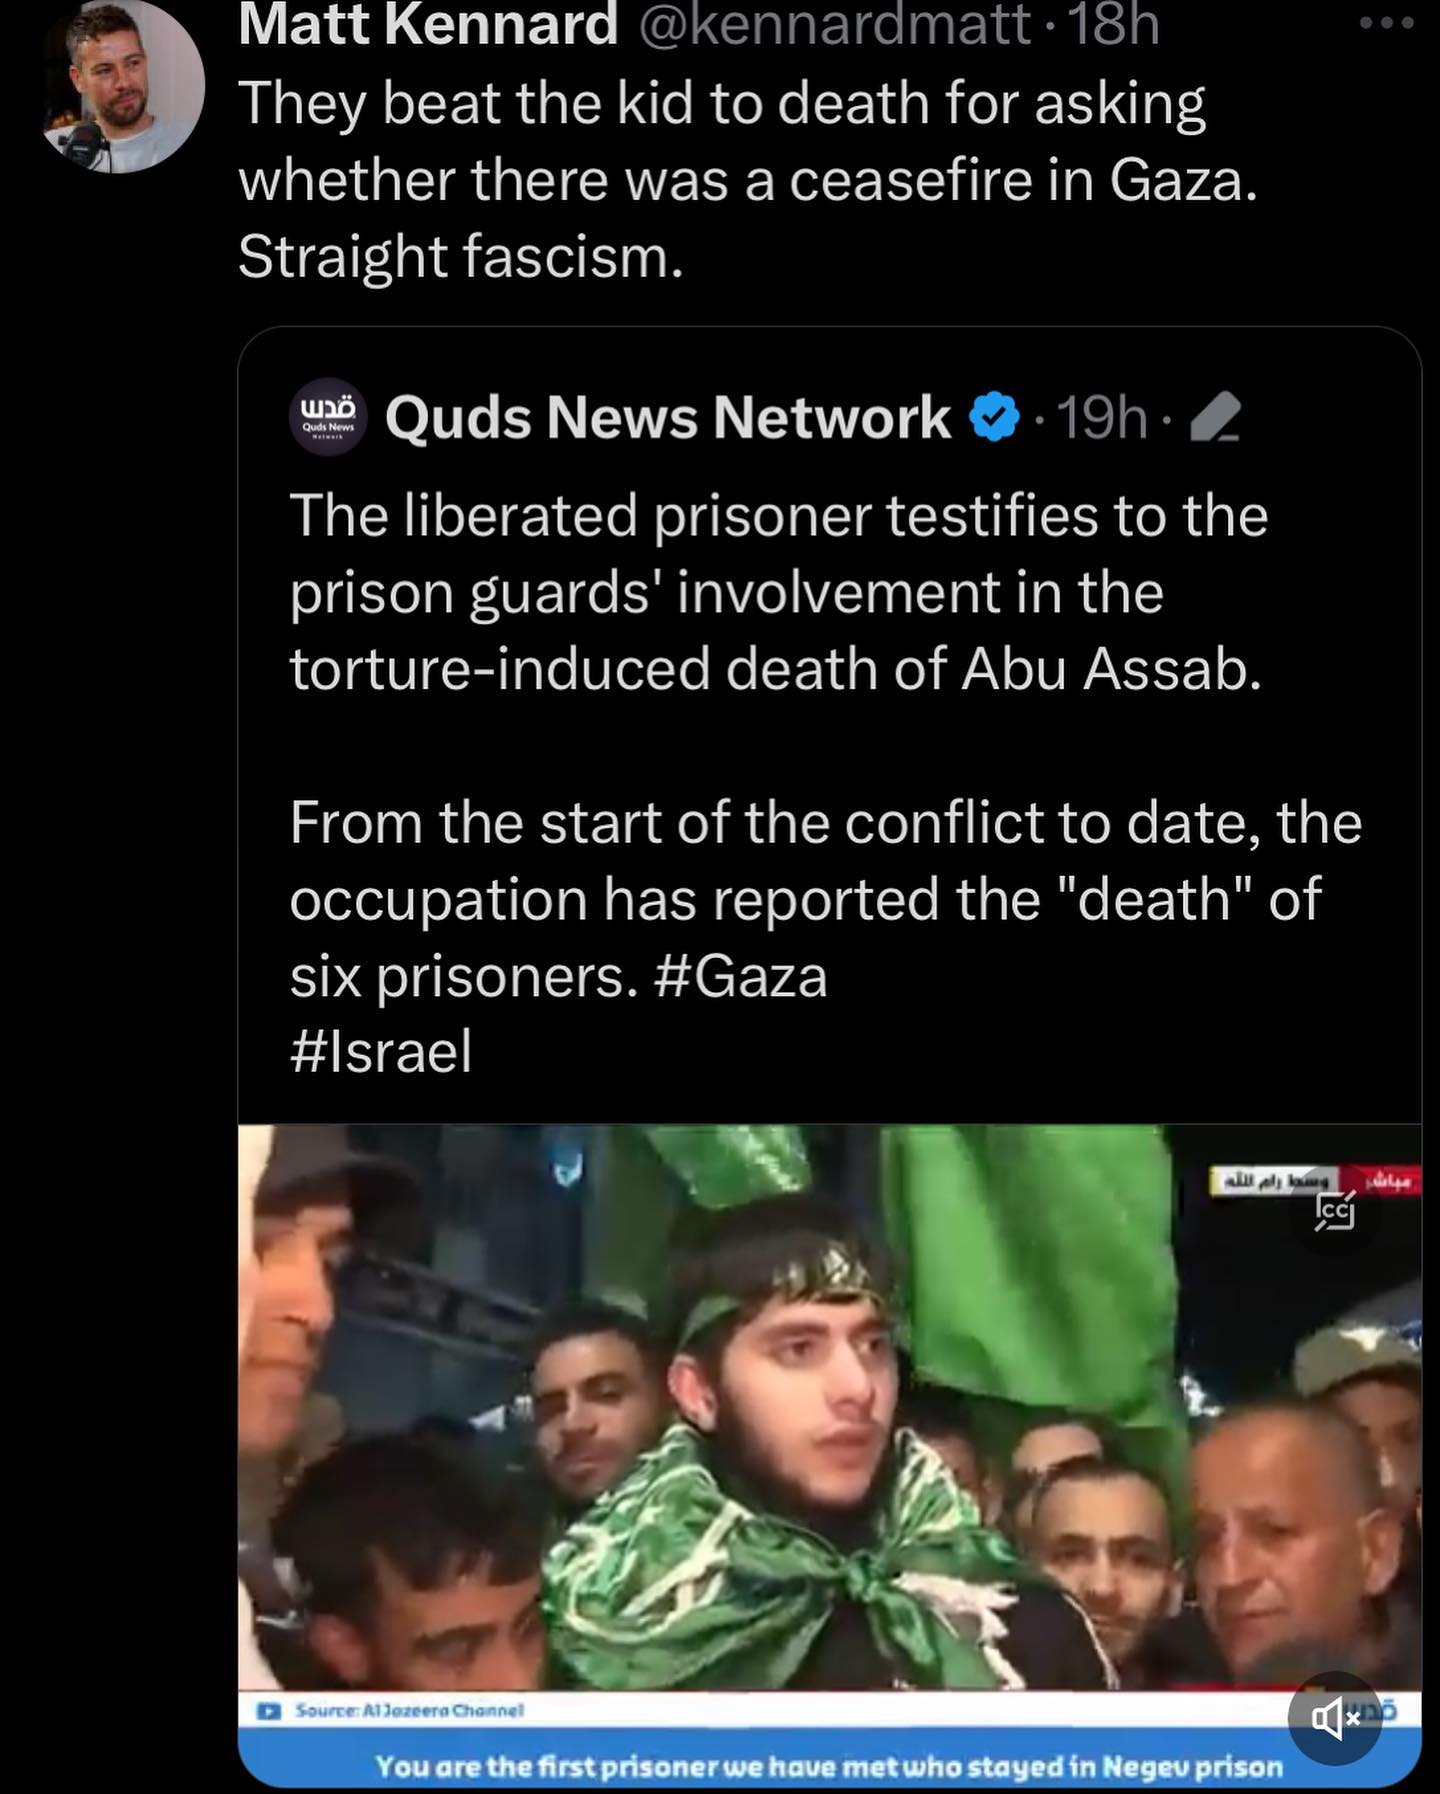 Matt Kennard @kennardmatt · 18h
They beat the kid to death for asking
whether there was a ceasefire in Gaza.
Straight fascism.
قدس
Quds News
Network
Quds News Network · 19h ·
The liberated prisoner testifies to the
prison guards' involvement in the
torture-induced death of Abu Assab.
From the start of the conflict to date, the
occupation has reported the "death" of
six prisoners. #Gaza
#Israel
مباشر وسط رام الله
CC
Source: Al Jazeera Channel
قدس
You are the first prisoner we have met who stayed in Negev prison